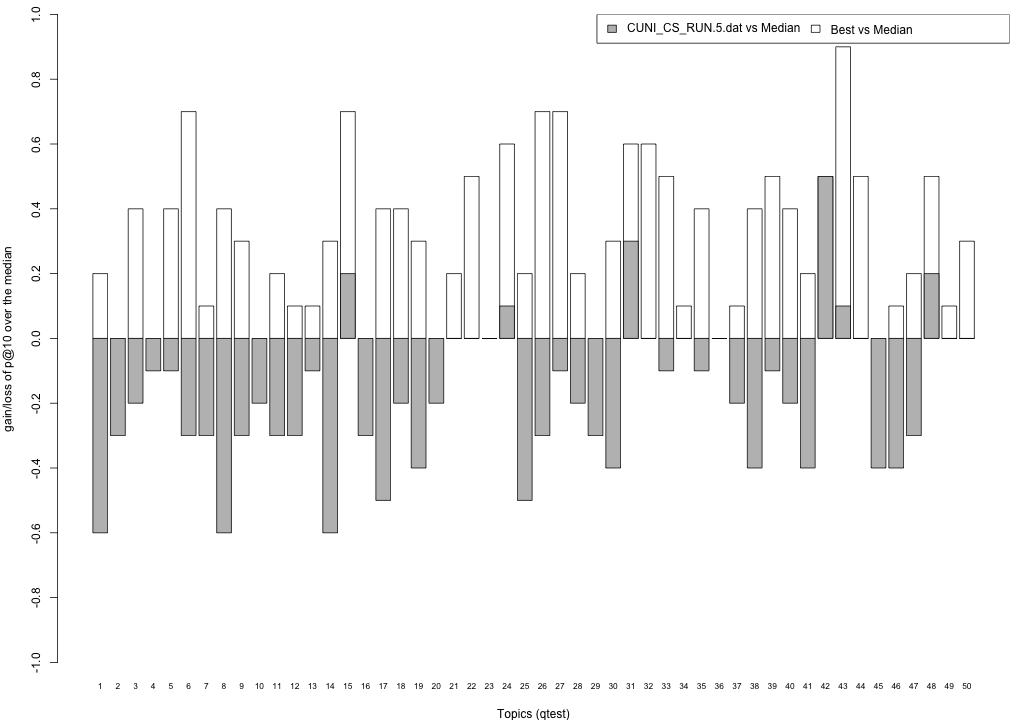 CUNI_CS_RUN.5.dat vs Median
Best vs Median
gain/loss of p@10 over the median
1.0
0.8
0.6
0.4
0.2
0.0
-0.2
-0.4
-0.6
-0.8
-1.0
1 2 3 4 5 6 7 8 9 10 11 12 13 14 15 16 17 18 19 20 21 22 23 24 25 26 27 28 29 30 31 32 33 34 35 36 37 38 39 40 41 42 43 44 45 46 47 48 49 50
Topics (qtest)